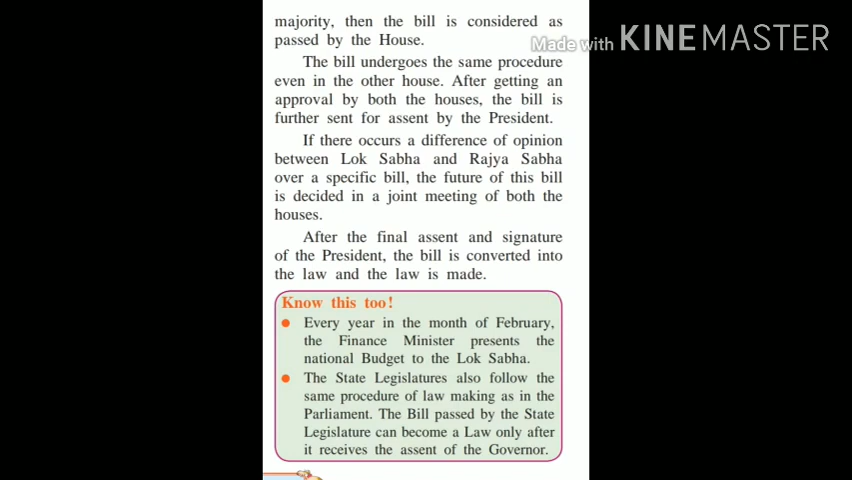 majority, then the bill is considered as
passed by the House.
Made with KINEMASTER
The bill undergoes the same procedure
even in the other house. After getting an
approval by both the houses, the bill is
further sent for assent by the President.
If there occurs a difference of opinion
between Lok Sabha and Rajya Sabha
over a specific bill, the future of this bill
is decided in a joint meeting of both the
houses.
After the final assent and signature
of the President, the bill is converted into
the law and the law is made.
Know this too!
● Every year in the month of February,
the Finance Minister presents the
national Budget to the Lok Sabha.
● The State Legislatures also follow the
same procedure of law making as in the
Parliament. The Bill passed by the State
Legislature can become a Law only after
it receives the assent of the Governor.